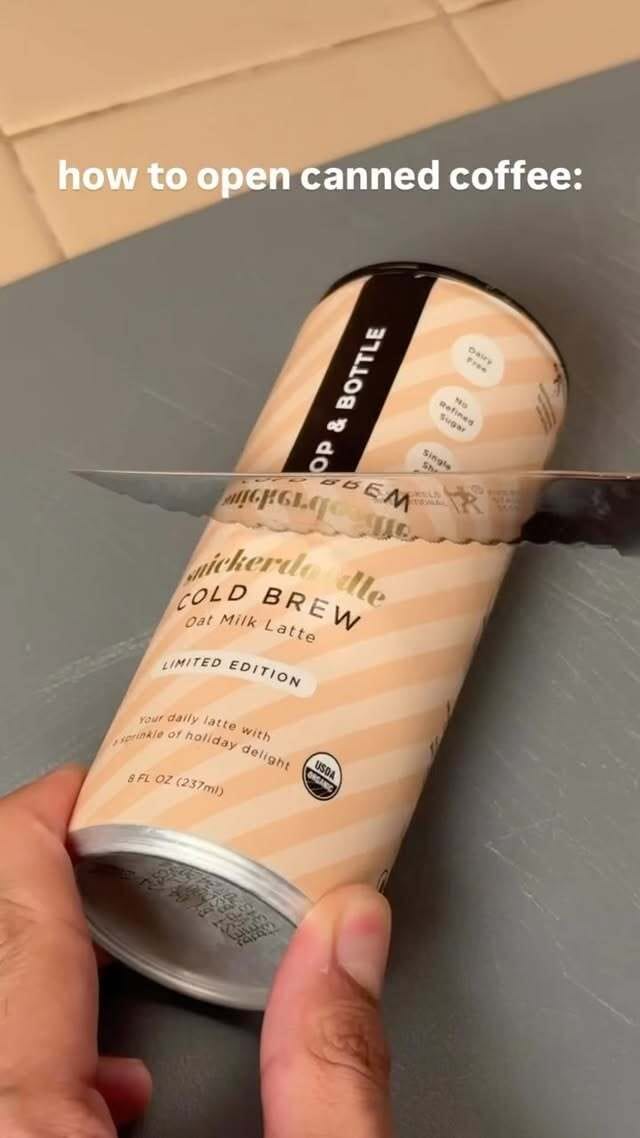 how to open canned coffee:
OP & BOTTLE
Dairy
Free
No
Refined
Sugar
Single
snickerdoodle
COLD BREW
Oat Milk Latte
LIMITED EDITION
Your daily latte with
a sprinkle of holiday delight
8 FL OZ (237ml)
USDA
ORGANIC